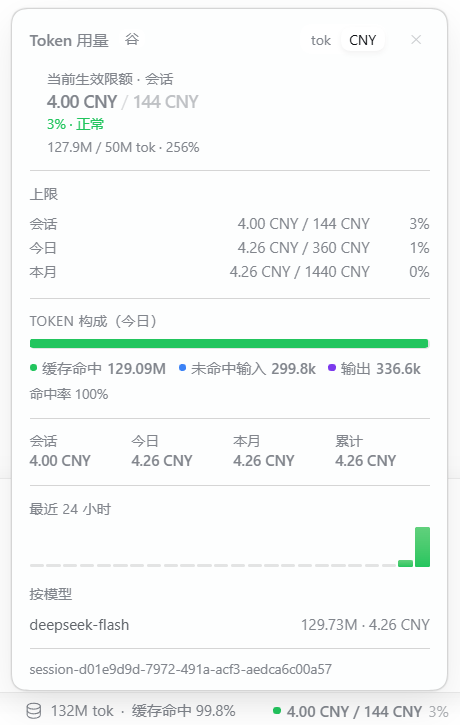 Token 用量 谷 tok CNY ×
当前生效限额 · 会话
4.00 CNY / 144 CNY
3% · 正常
127.9M / 50M tok · 256%
上限
会话 4.00 CNY / 144 CNY 3%
今日 4.26 CNY / 360 CNY 1%
本月 4.26 CNY / 1440 CNY 0%
TOKEN 构成（今日）
缓存命中 129.09M 未命中输入 299.8k 输出 336.6k
命中率 100%
会话 今日 本月 累计
4.00 CNY 4.26 CNY 4.26 CNY 4.26 CNY
最近 24 小时
按模型
deepseek-flash 129.73M · 4.26 CNY
session-d01e9d9d-7972-491a-acf3-aedca6c00a57
132M tok · 缓存命中 99.8% 4.00 CNY / 144 CNY 3%